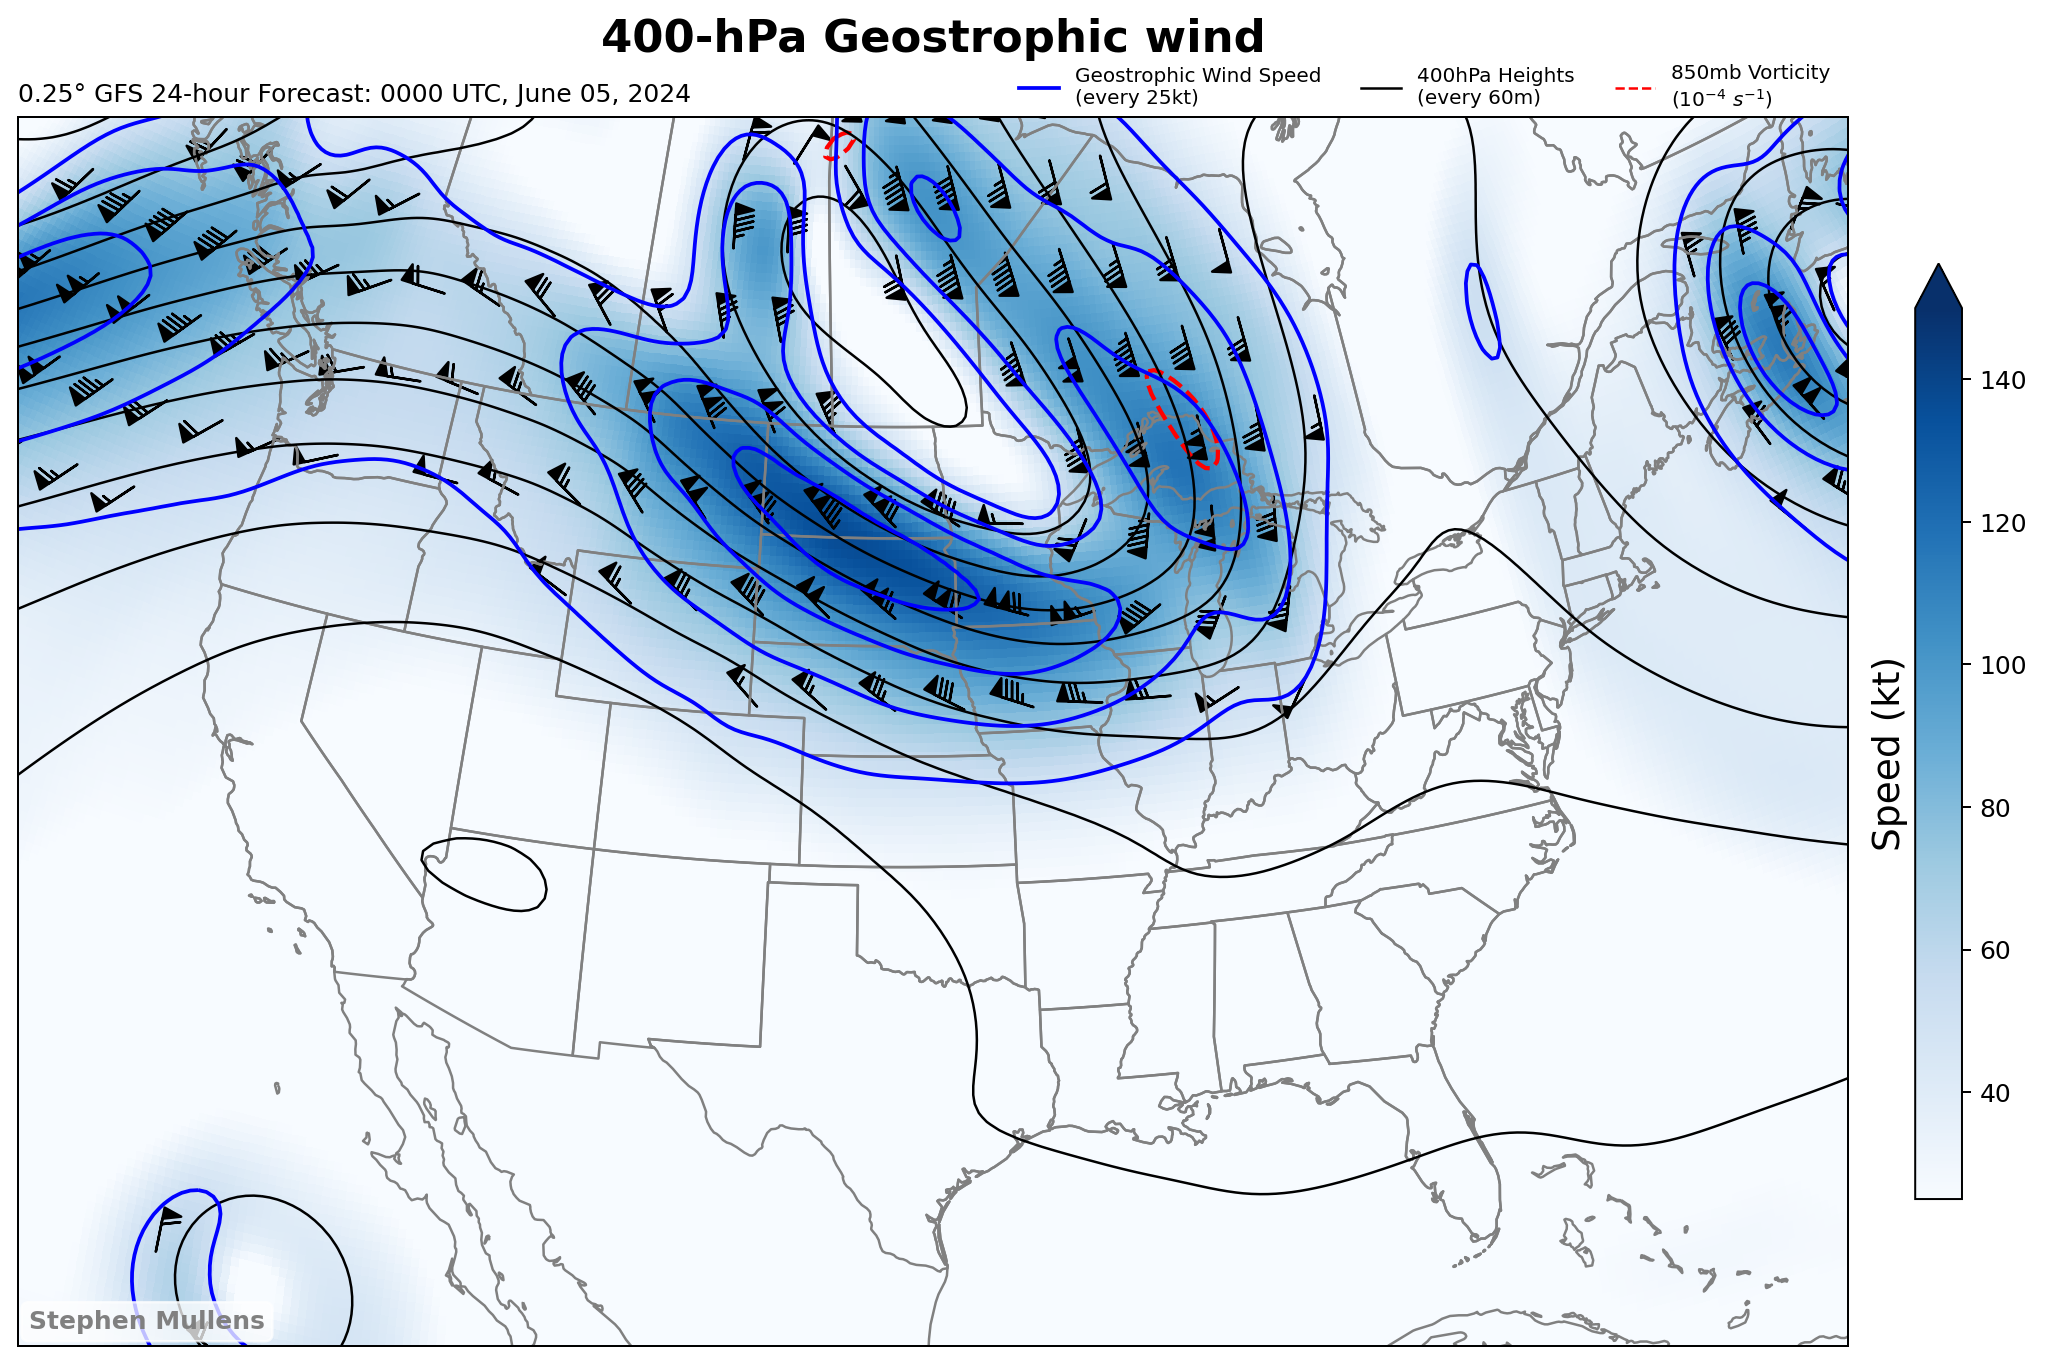 400-hPa Geostrophic wind
0.25° GFS 24-hour Forecast: 0000 UTC, June 05, 2024
Geostrophic Wind Speed
(every 25kt)
400hPa Heights
(every 60m)
850mb Vorticity
(10⁻⁴ s⁻¹)
140
120
100
80
60
40
Speed (kt)
Stephen Mullens